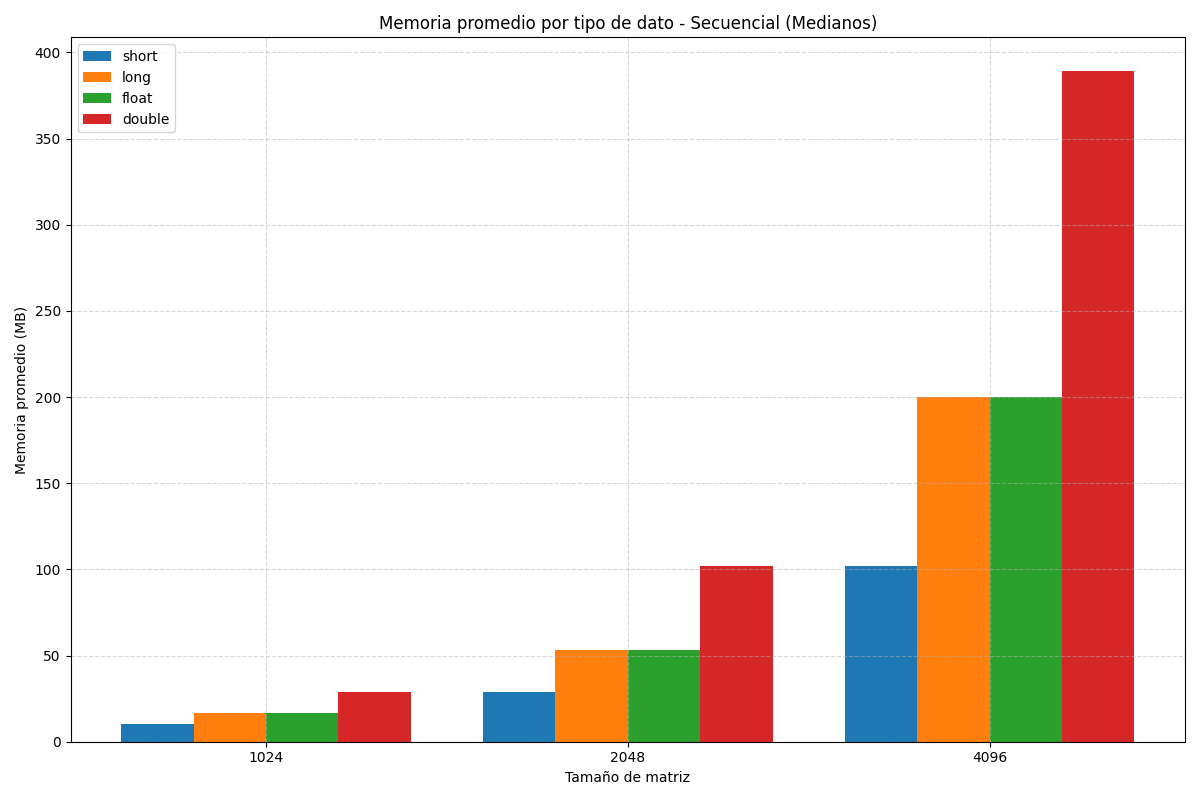 Memoria promedio por tipo de dato - Secuencial (Medianos)
short
long
float
double
Memoria promedio (MB)
400
350
300
250
200
150
100
50
0
1024
2048
4096
Tamaño de matriz